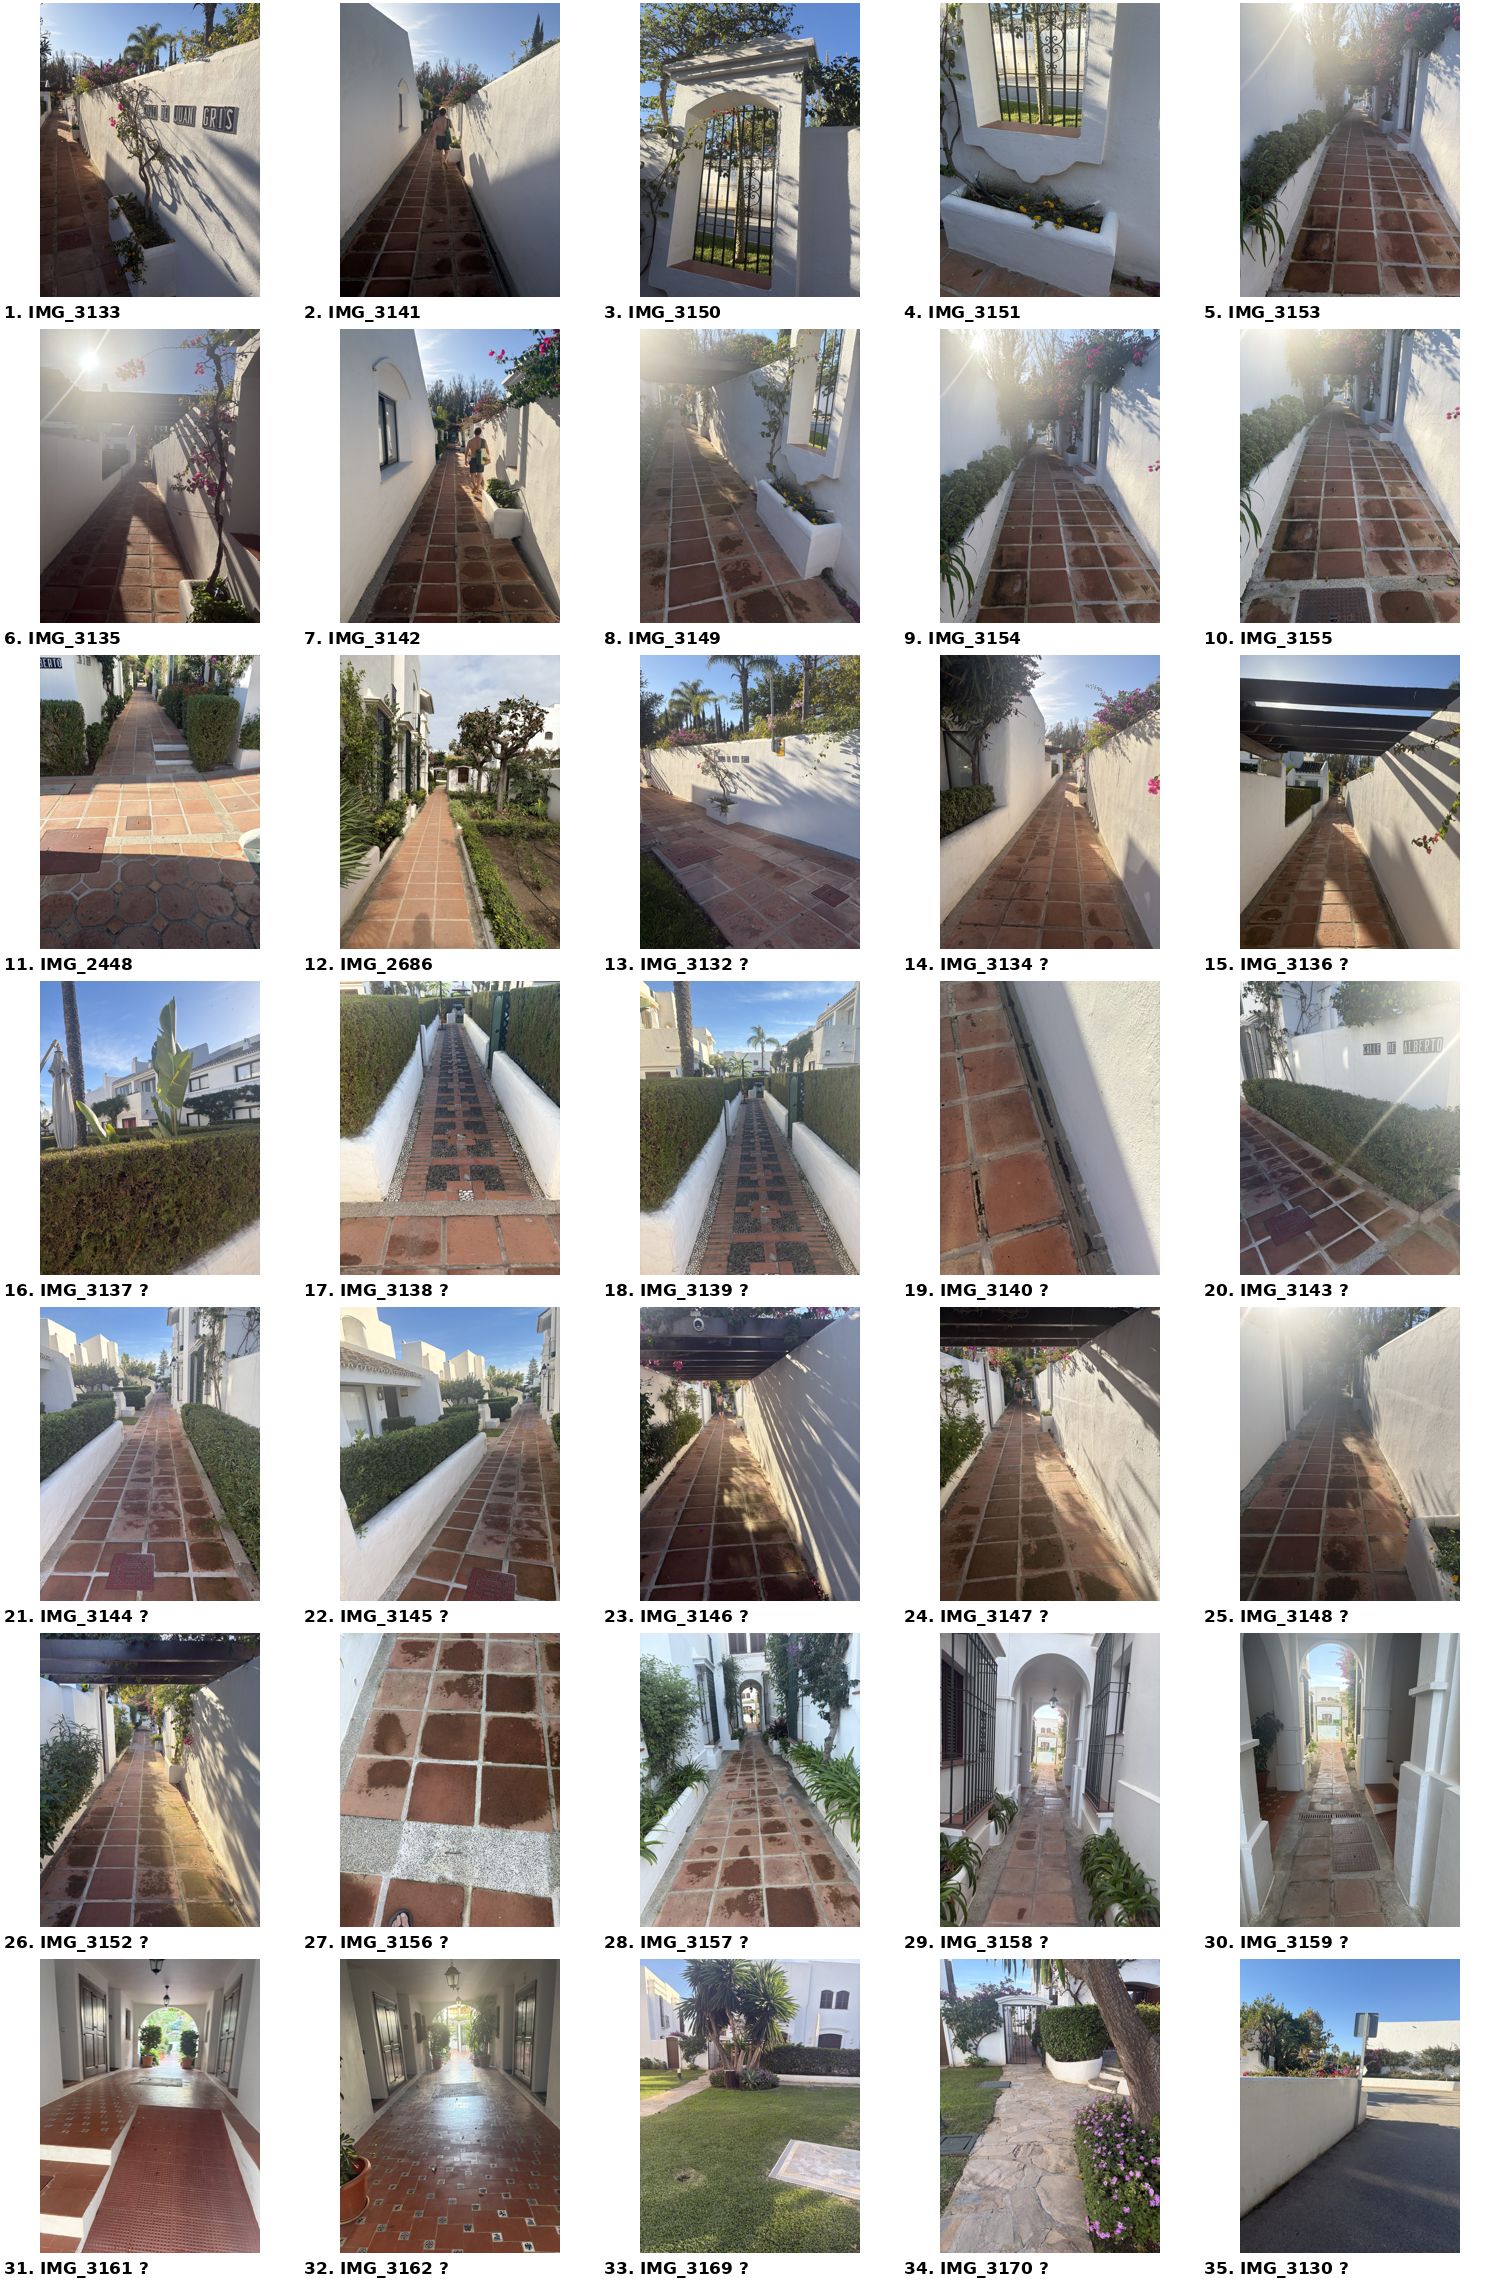 JUAN GRIS
1. IMG_3133
2. IMG_3141
3. IMG_3150
4. IMG_3151
5. IMG_3153
6. IMG_3135
7. IMG_3142
8. IMG_3149
9. IMG_3154
10. IMG_3155
BERTO
11. IMG_2448
12. IMG_2686
13. IMG_3132 ?
14. IMG_3134 ?
15. IMG_3136 ?
CALLE DE ALBERTO
16. IMG_3137 ?
17. IMG_3138 ?
18. IMG_3139 ?
19. IMG_3140 ?
20. IMG_3143 ?
21. IMG_3144 ?
22. IMG_3145 ?
23. IMG_3146 ?
24. IMG_3147 ?
25. IMG_3148 ?
26. IMG_3152 ?
27. IMG_3156 ?
28. IMG_3157 ?
29. IMG_3158 ?
30. IMG_3159 ?
31. IMG_3161 ?
32. IMG_3162 ?
33. IMG_3169 ?
34. IMG_3170 ?
35. IMG_3130 ?